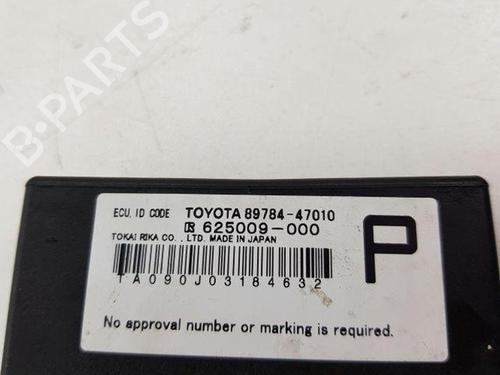 B-PARTS
ECU. ID CODE TOYOTA 89784-47010
625009-000
TOKAI RIKA CO., LTD. MADE IN JAPAN
P
TA090J03184632
No approval number or marking is required.